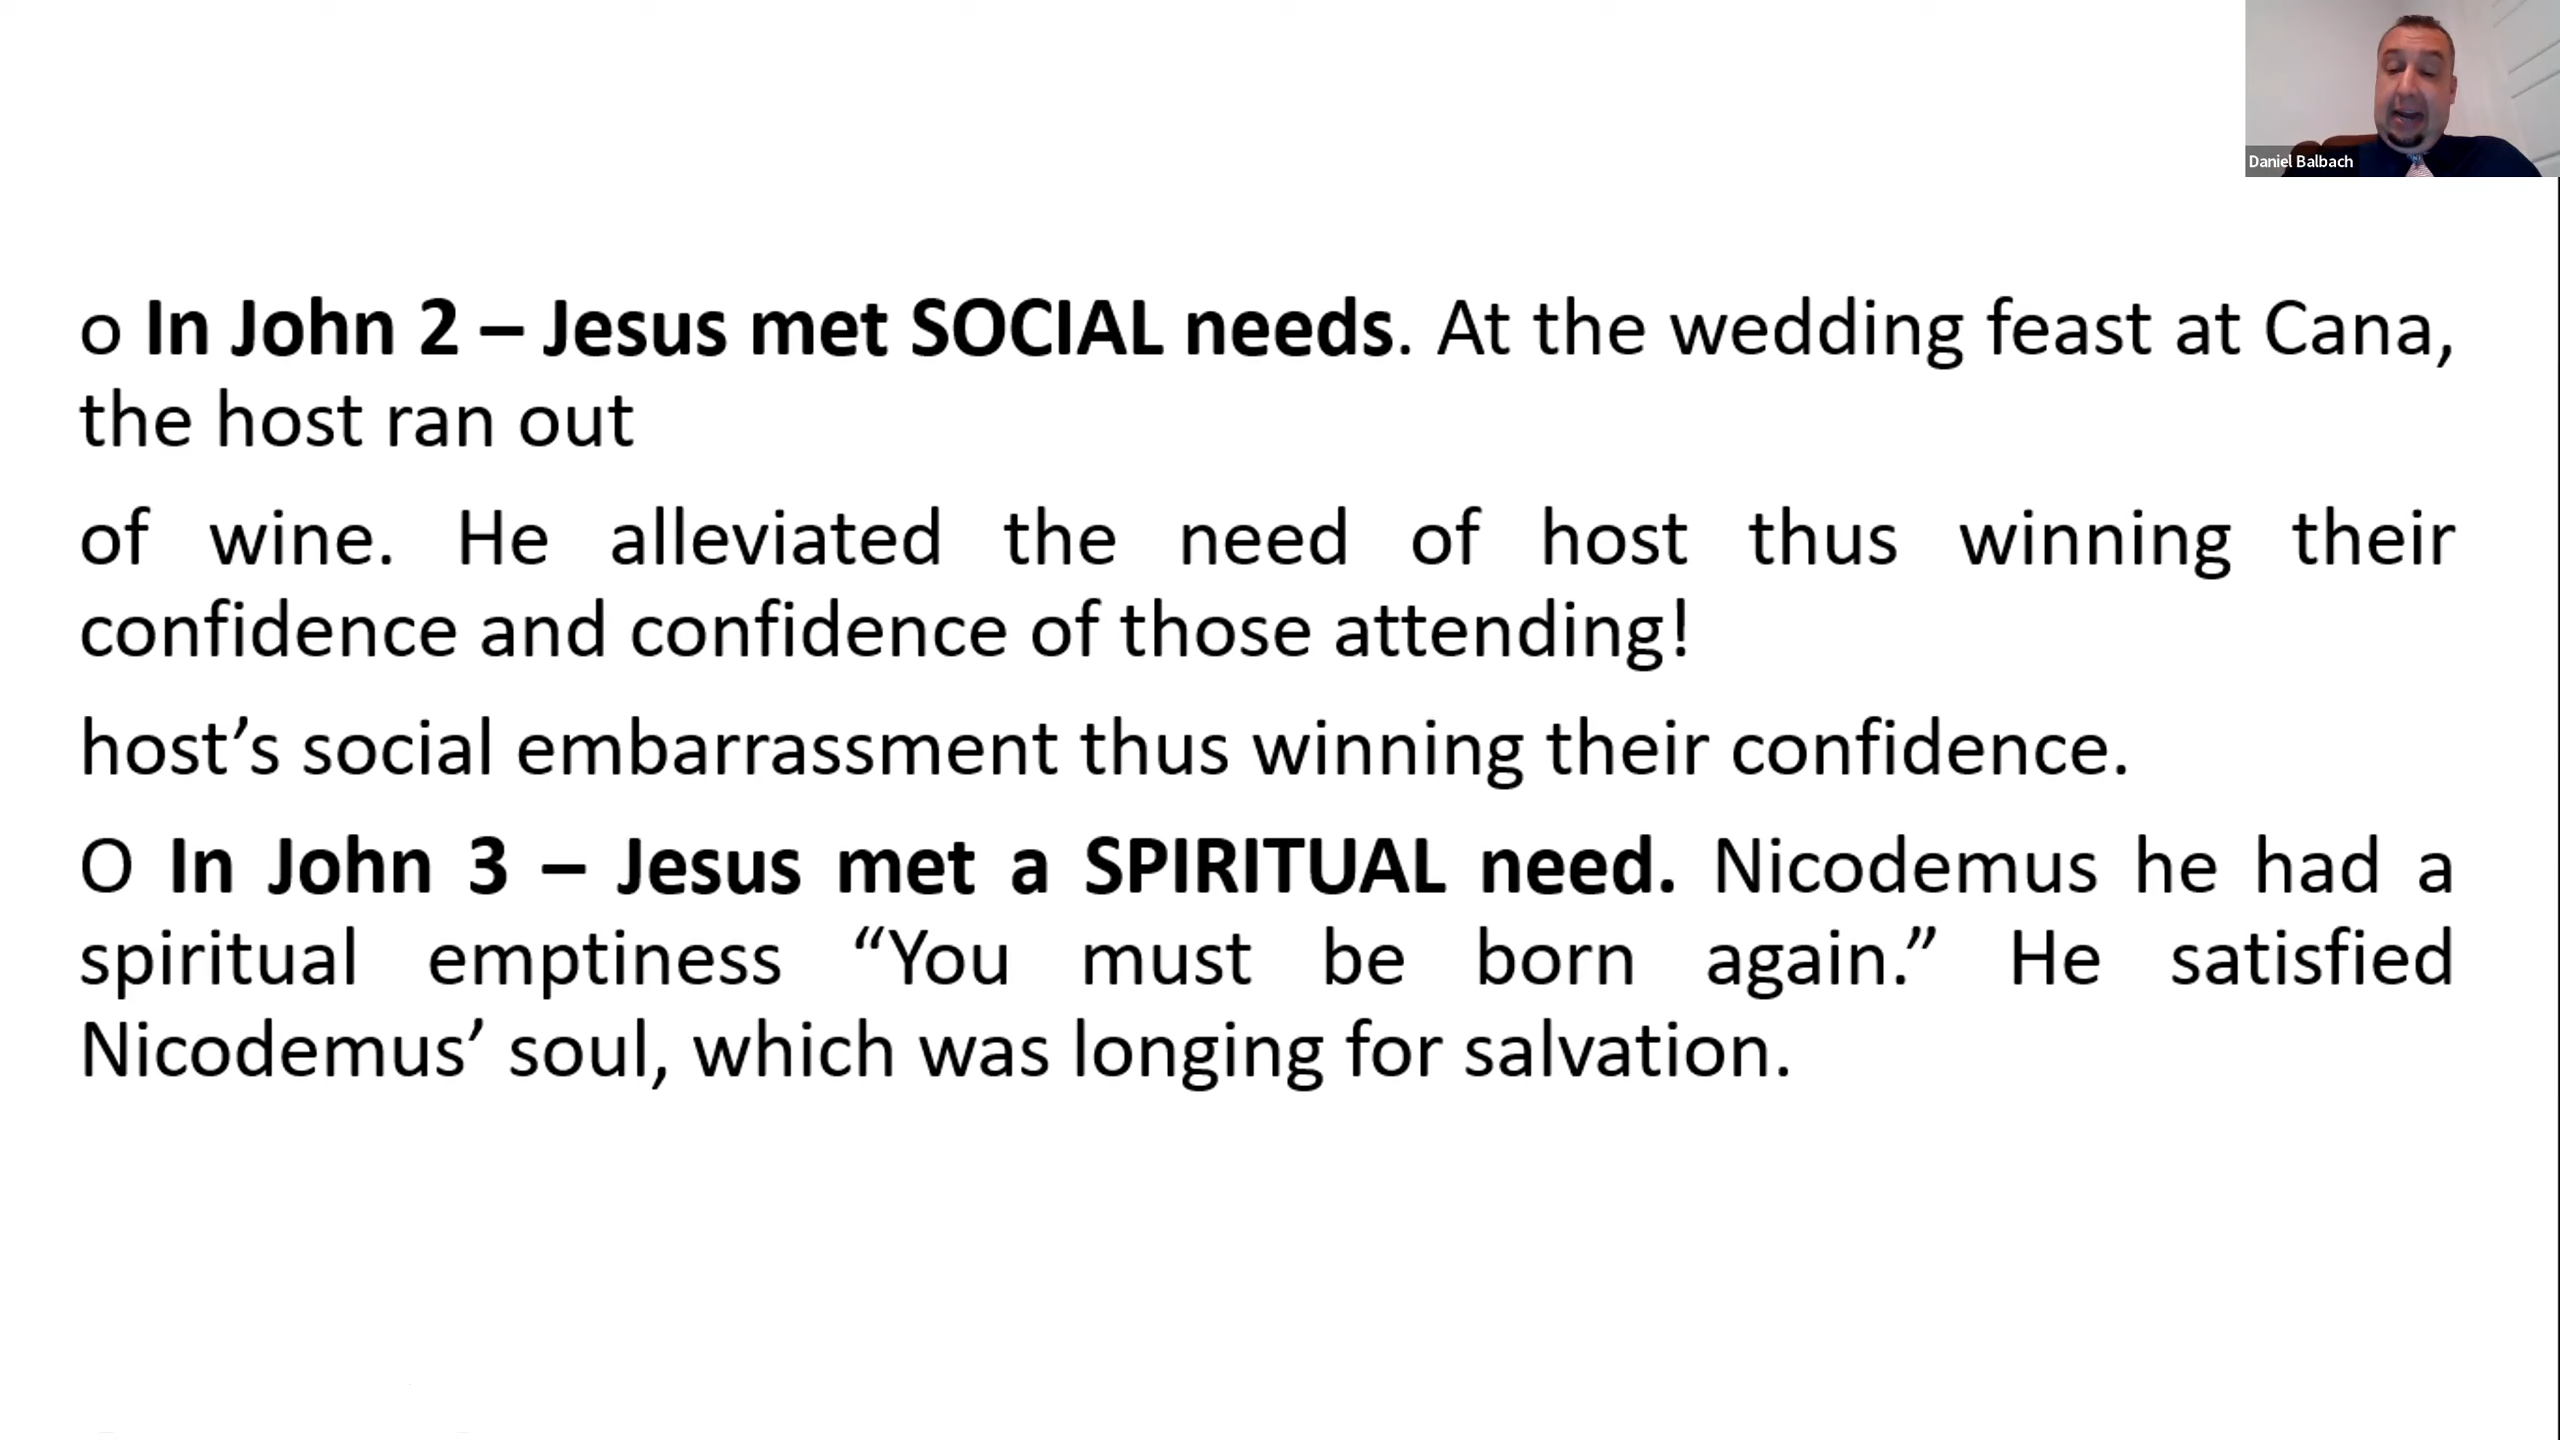 Daniel Balbach
o In John 2 – Jesus met SOCIAL needs. At the wedding feast at Cana,
the host ran out
of wine. He alleviated the need of host thus winning their
confidence and confidence of those attending!
host’s social embarrassment thus winning their confidence.
O In John 3 – Jesus met a SPIRITUAL need. Nicodemus he had a
spiritual emptiness “You must be born again.” He satisfied
Nicodemus’ soul, which was longing for salvation.